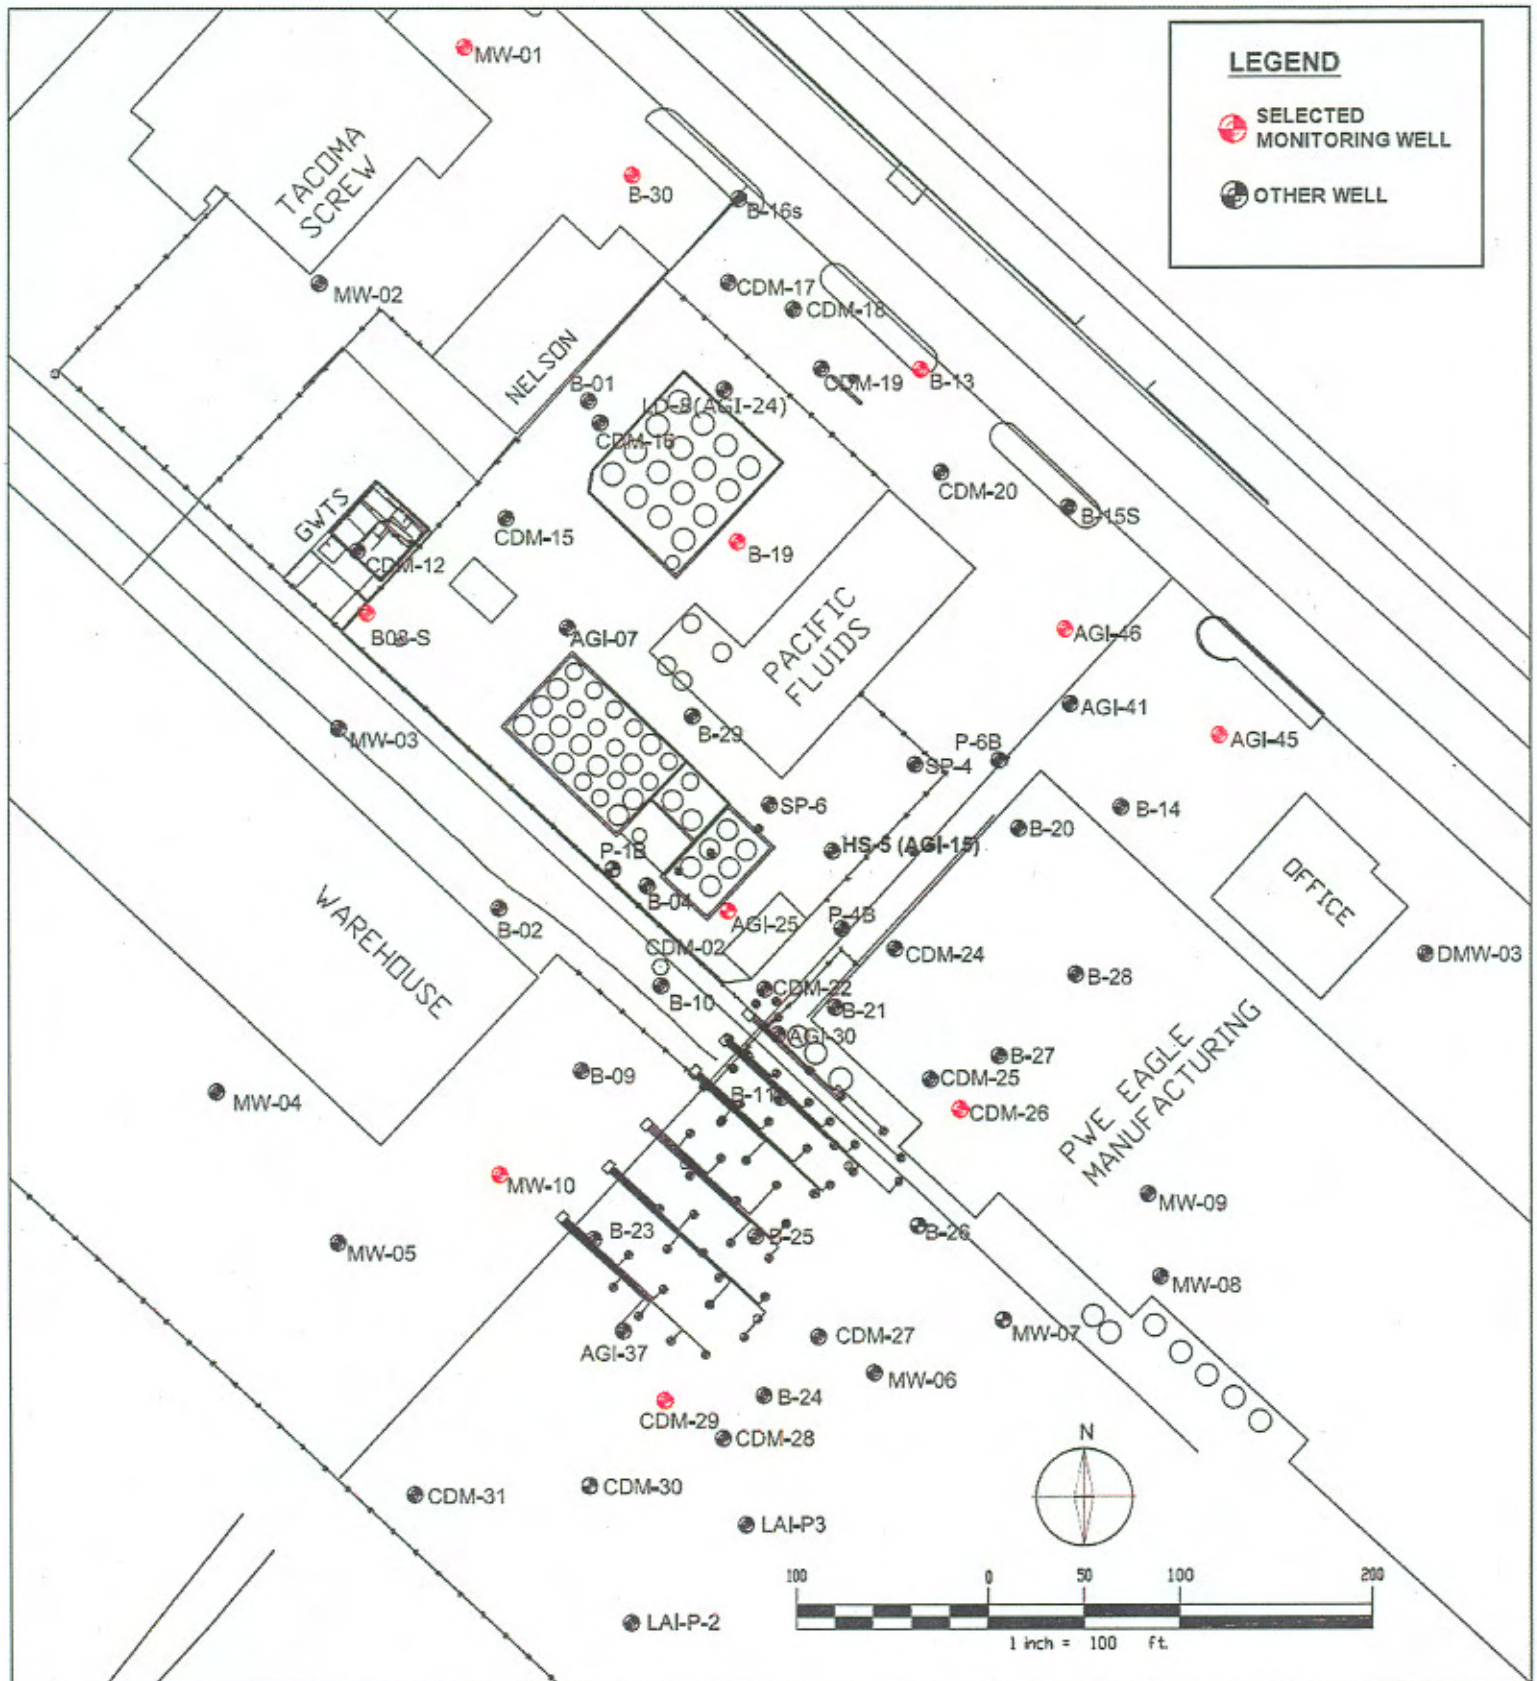 MW-01
LEGEND
SELECTED
MONITORING WELL
OTHER WELL
TACOMA
SCREW
B-30
B-16s
MW-02
CDM-17
CDM-18
NELSON
CDM-19
B-13
B-01
LD-8(AGI-24)
CDM-16
CDM-20
B-15S
GWTS
CDM-15
CDM-12
B-19
B08-S
AGI-07
PACIFIC
FLUIDS
AGI-46
AGI-41
MW-03
B-29
P-6B
AGI-45
SP-4
SP-6
B-14
B-20
HS-5 (AGI-15)
P-1B
B-04
OFFICE
WAREHOUSE
B-02
AGI-25
P-4B
CDM-02
CDM-24
DMW-03
B-28
B-10
CDM-22
B-21
AGI-30
B-27
B-09
B-11
CDM-25
CDM-26
PWE EAGLE
MANUFACTURING
MW-04
MW-10
MW-09
B-23
B-25
B-26
MW-05
MW-08
AGI-37
CDM-27
MW-07
MW-06
B-24
CDM-29
CDM-28
N
CDM-31
CDM-30
LAI-P3
100 0 50 100 200
LAI-P-2
1 inch = 100 ft.